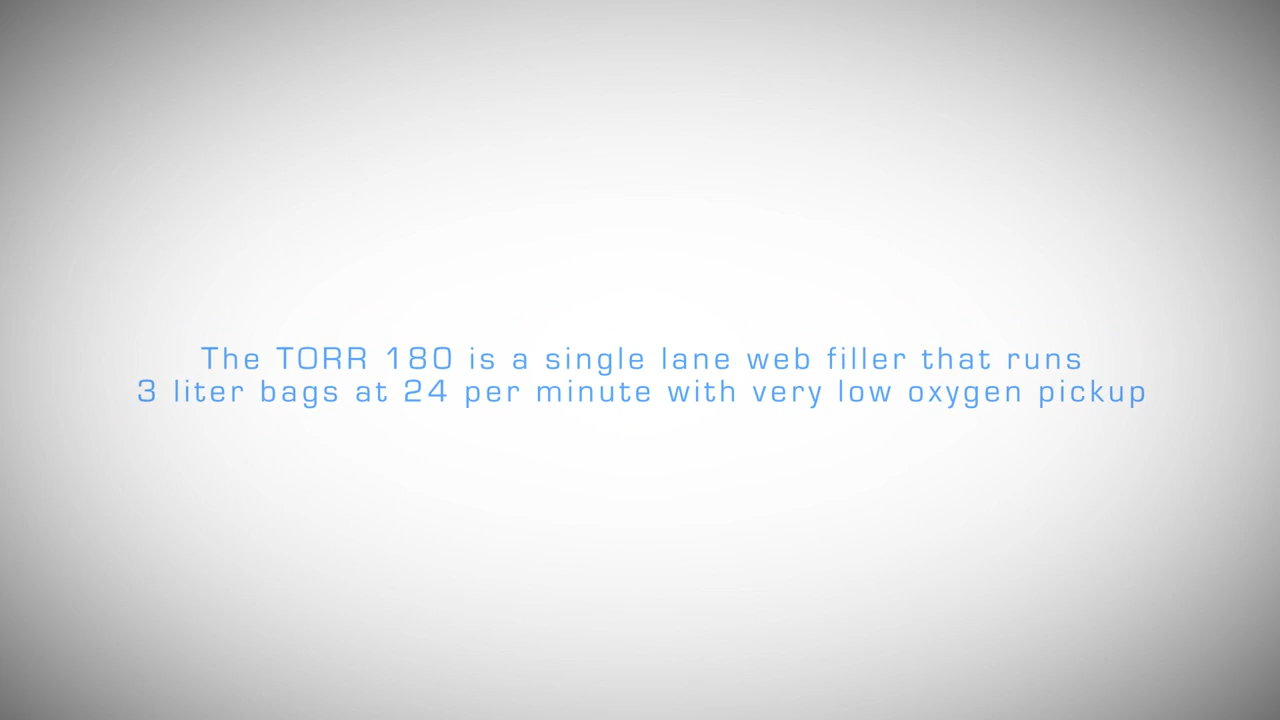 The TORR 180 is a single lane web filler that runs
3 liter bags at 24 per minute with very low oxygen pickup